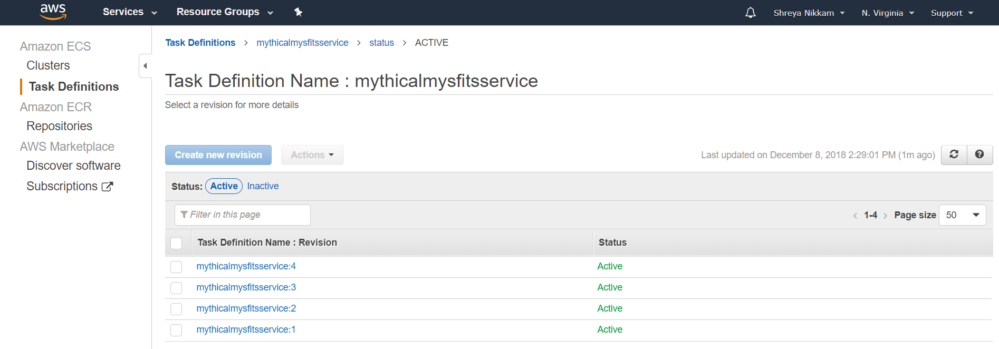 aws Services Resource Groups Shreya Nikkam N. Virginia Support
Amazon ECS
Clusters
Task Definitions
Amazon ECR
Repositories
AWS Marketplace
Discover software
Subscriptions
Task Definitions > mythicalmysfitsservice > status > ACTIVE
Task Definition Name : mythicalmysfitsservice
Select a revision for more details
Create new revision Actions Last updated on December 8, 2018 2:29:01 PM (1m ago)
Status: Active Inactive
Filter in this page < 1-4 > Page size 50
Task Definition Name : Revision Status
mythicalmysfitsservice:4 Active
mythicalmysfitsservice:3 Active
mythicalmysfitsservice:2 Active
mythicalmysfitsservice:1 Active